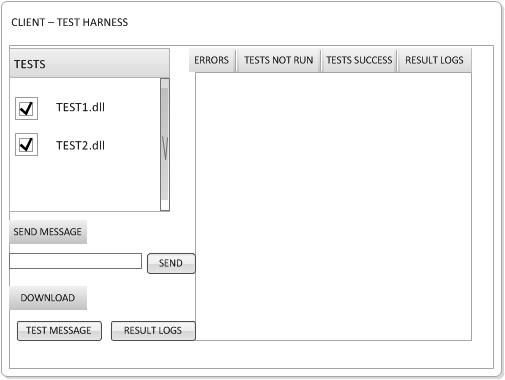 CLIENT – TEST HARNESS
TESTS
ERRORS TESTS NOT RUN TESTS SUCCESS RESULT LOGS
TEST1.dll
TEST2.dll
SEND MESSAGE
SEND
DOWNLOAD
TEST MESSAGE RESULT LOGS